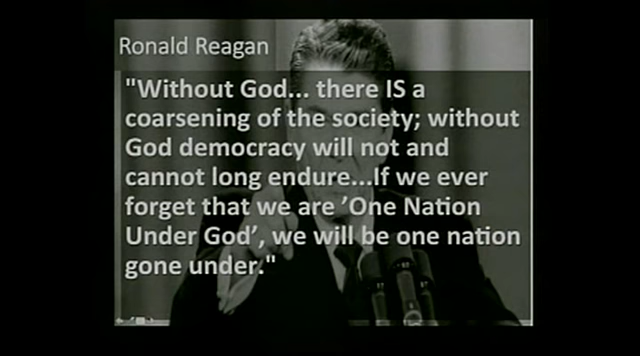 Ronald Reagan
"Without God... there IS a
coarsening of the society; without
God democracy will not and
cannot long endure...If we ever
forget that we are ’One Nation
Under God’, we will be one nation
gone under."